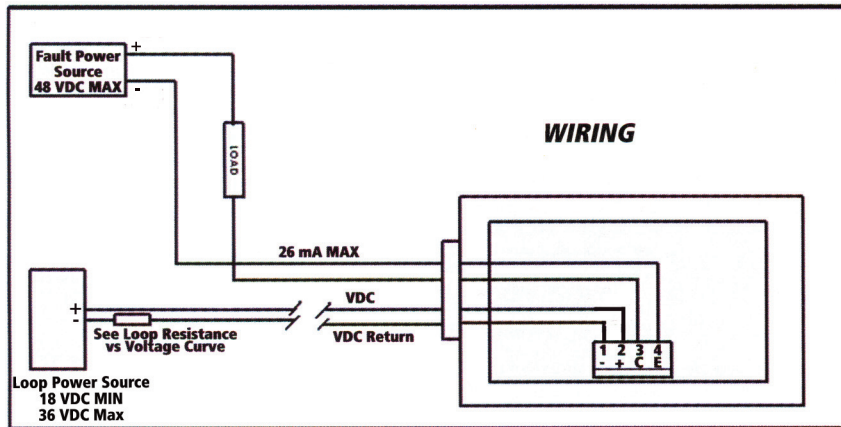 +
Fault Power
Source
48 VDC MAX
-
LOAD
WIRING
26 mA MAX
+
-
VDC
See Loop Resistance
vs Voltage Curve
VDC Return
1 2 3 4
- + C E
Loop Power Source
18 VDC MIN
36 VDC Max